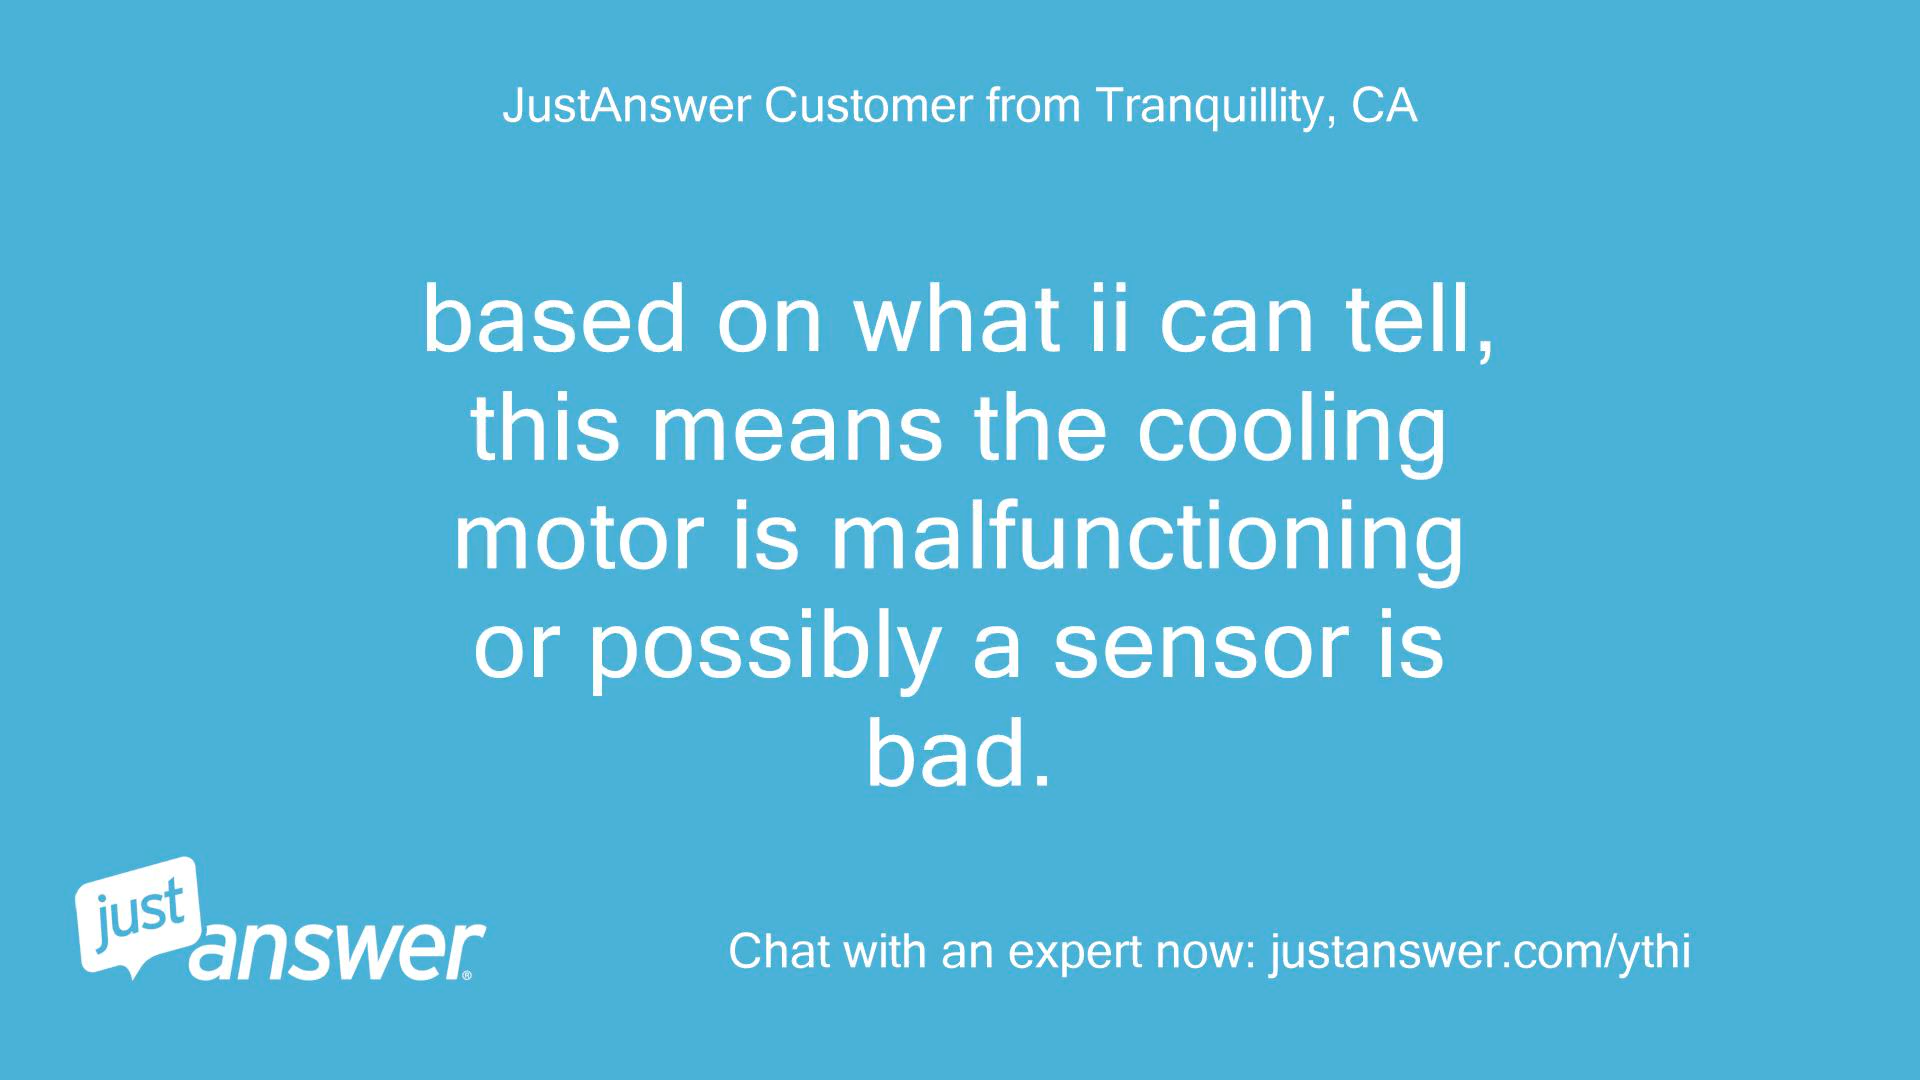 JustAnswer Customer from Tranquillity, CA
based on what ii can tell,
this means the cooling
motor is malfunctioning
or possibly a sensor is
bad.
just
answer®
Chat with an expert now: justanswer.com/ythi